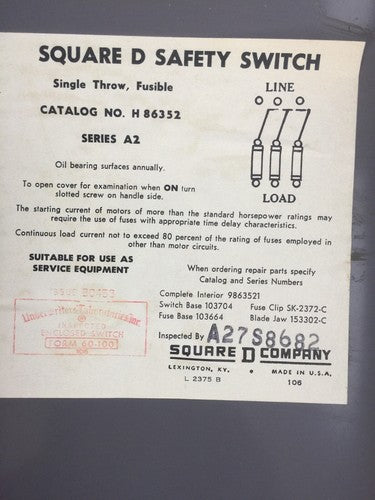 SQUARE D SAFETY SWITCH
Single Throw, Fusible
CATALOG NO. H 86352
SERIES A2
LINE
LOAD
Oil bearing surfaces annually.
To open cover for examination when ON turn
slotted screw on handle side.
The starting current of motors of more than the standard horsepower ratings may
require the use of fuses with appropriate time delay characteristics.
Continuous load current not to exceed 80 percent of the rating of fuses employed in
other than motor circuits.
SUITABLE FOR USE AS
SERVICE EQUIPMENT
When ordering repair parts specify
Catalog and Series Numbers
Complete Interior 9863521
Switch Base 103704 Fuse Clip SK-2372-C
Fuse Base 103664 Blade Jaw 153302-C
ISSUE
Underwriters' Laboratories, Inc.
INSPECTED
ENCLOSED SWITCH
FORM 60-100
Inspected By A27S8682
SQUARE D COMPANY
LEXINGTON, KY. • MADE IN U.S.A.
L 2375 B 106